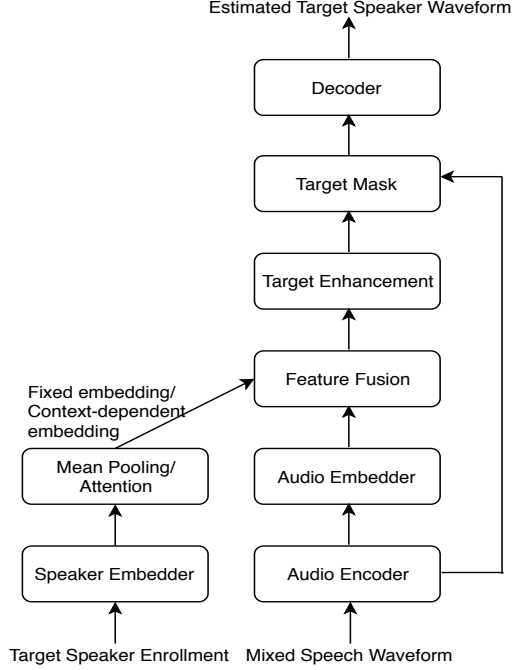 Estimated Target Speaker Waveform
Decoder
Target Mask
Target Enhancement
Feature Fusion
Fixed embedding/
Context-dependent
embedding
Mean Pooling/
Attention
Audio Embedder
Speaker Embedder
Audio Encoder
Target Speaker Enrollment
Mixed Speech Waveform